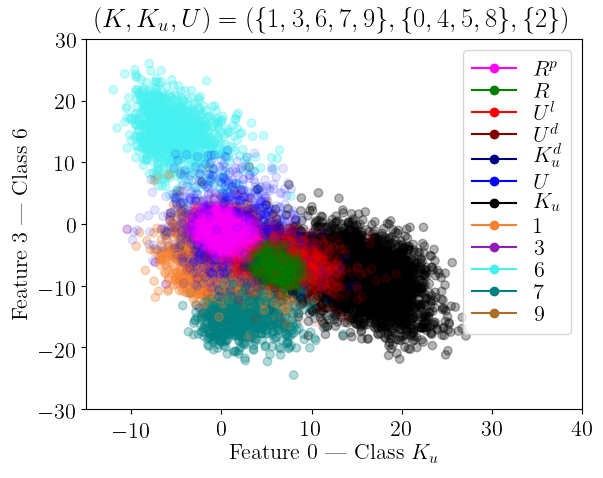 (K, K_u, U) = ({1, 3, 6, 7, 9}, {0, 4, 5, 8}, {2})
30
20
10
0
−10
−20
−30
Feature 3 — Class 6
R^p
R
U^l
U^d
K_u^d
U
K_u
1
3
6
7
9
−10
0
10
20
30
40
Feature 0 — Class K_u